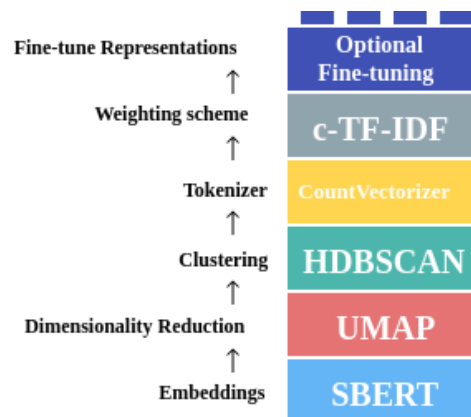 Fine-tune Representations
Optional
Fine-tuning
Weighting scheme
c-TF-IDF
Tokenizer
CountVectorizer
Clustering
HDBSCAN
Dimensionality Reduction
UMAP
Embeddings
SBERT